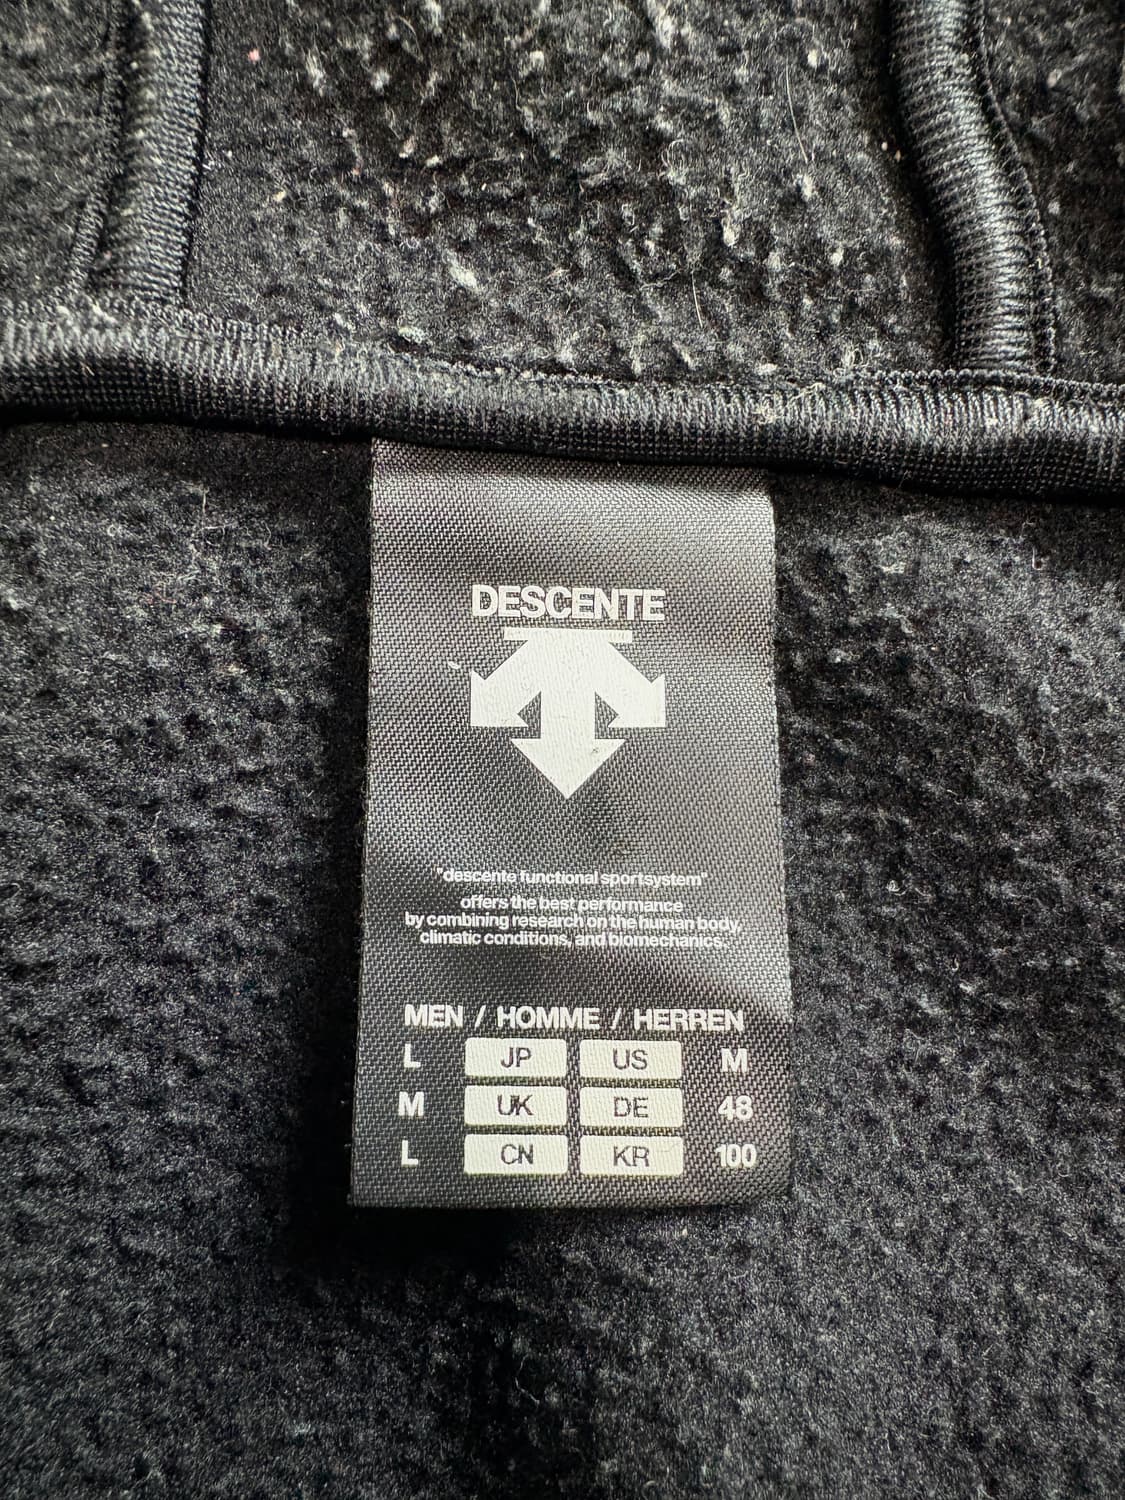 DESCENTE
"descente functional sportsystem"
offers the best performance
by combining research on the human body,
climatic conditions, and biomechanics.
MEN / HOMME / HERREN
L JP US M
M UK DE 48
L CN KR 100